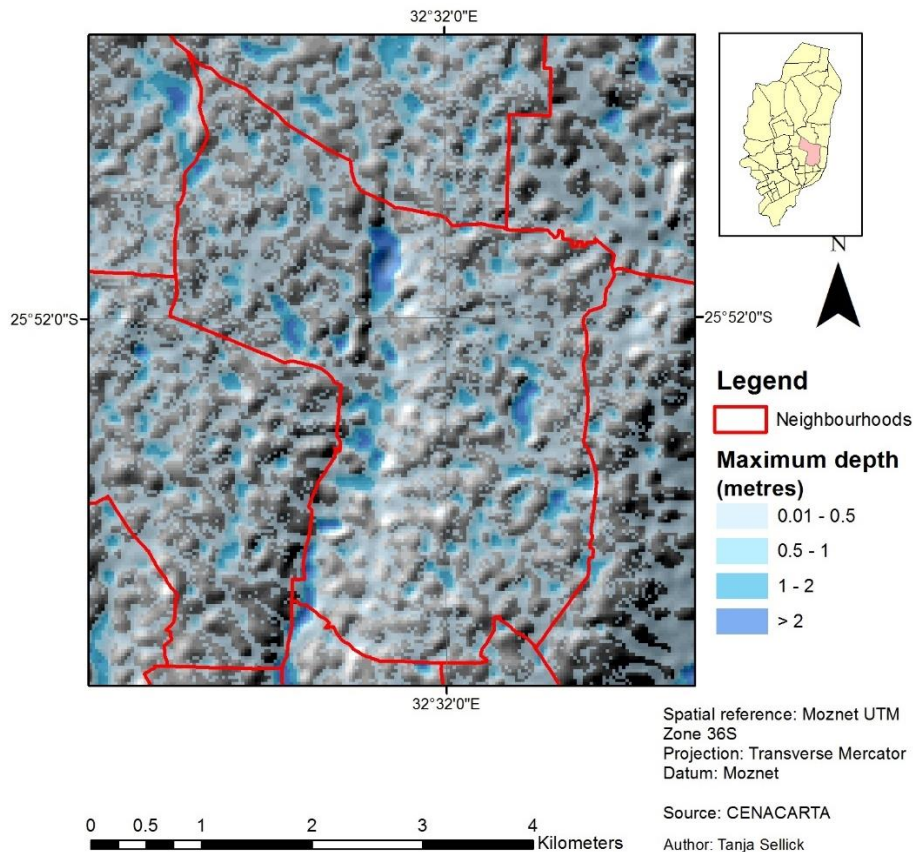 32°32'0"E
N
25°52'0"S
25°52'0"S
Legend
Neighbourhoods
Maximum depth
(metres)
0.01 - 0.5
0.5 - 1
1 - 2
> 2
32°32'0"E
Spatial reference: Moznet UTM
Zone 36S
Projection: Transverse Mercator
Datum: Moznet
Source: CENACARTA
Author: Tanja Sellick
0 0.5 1 2 3 4
Kilometers